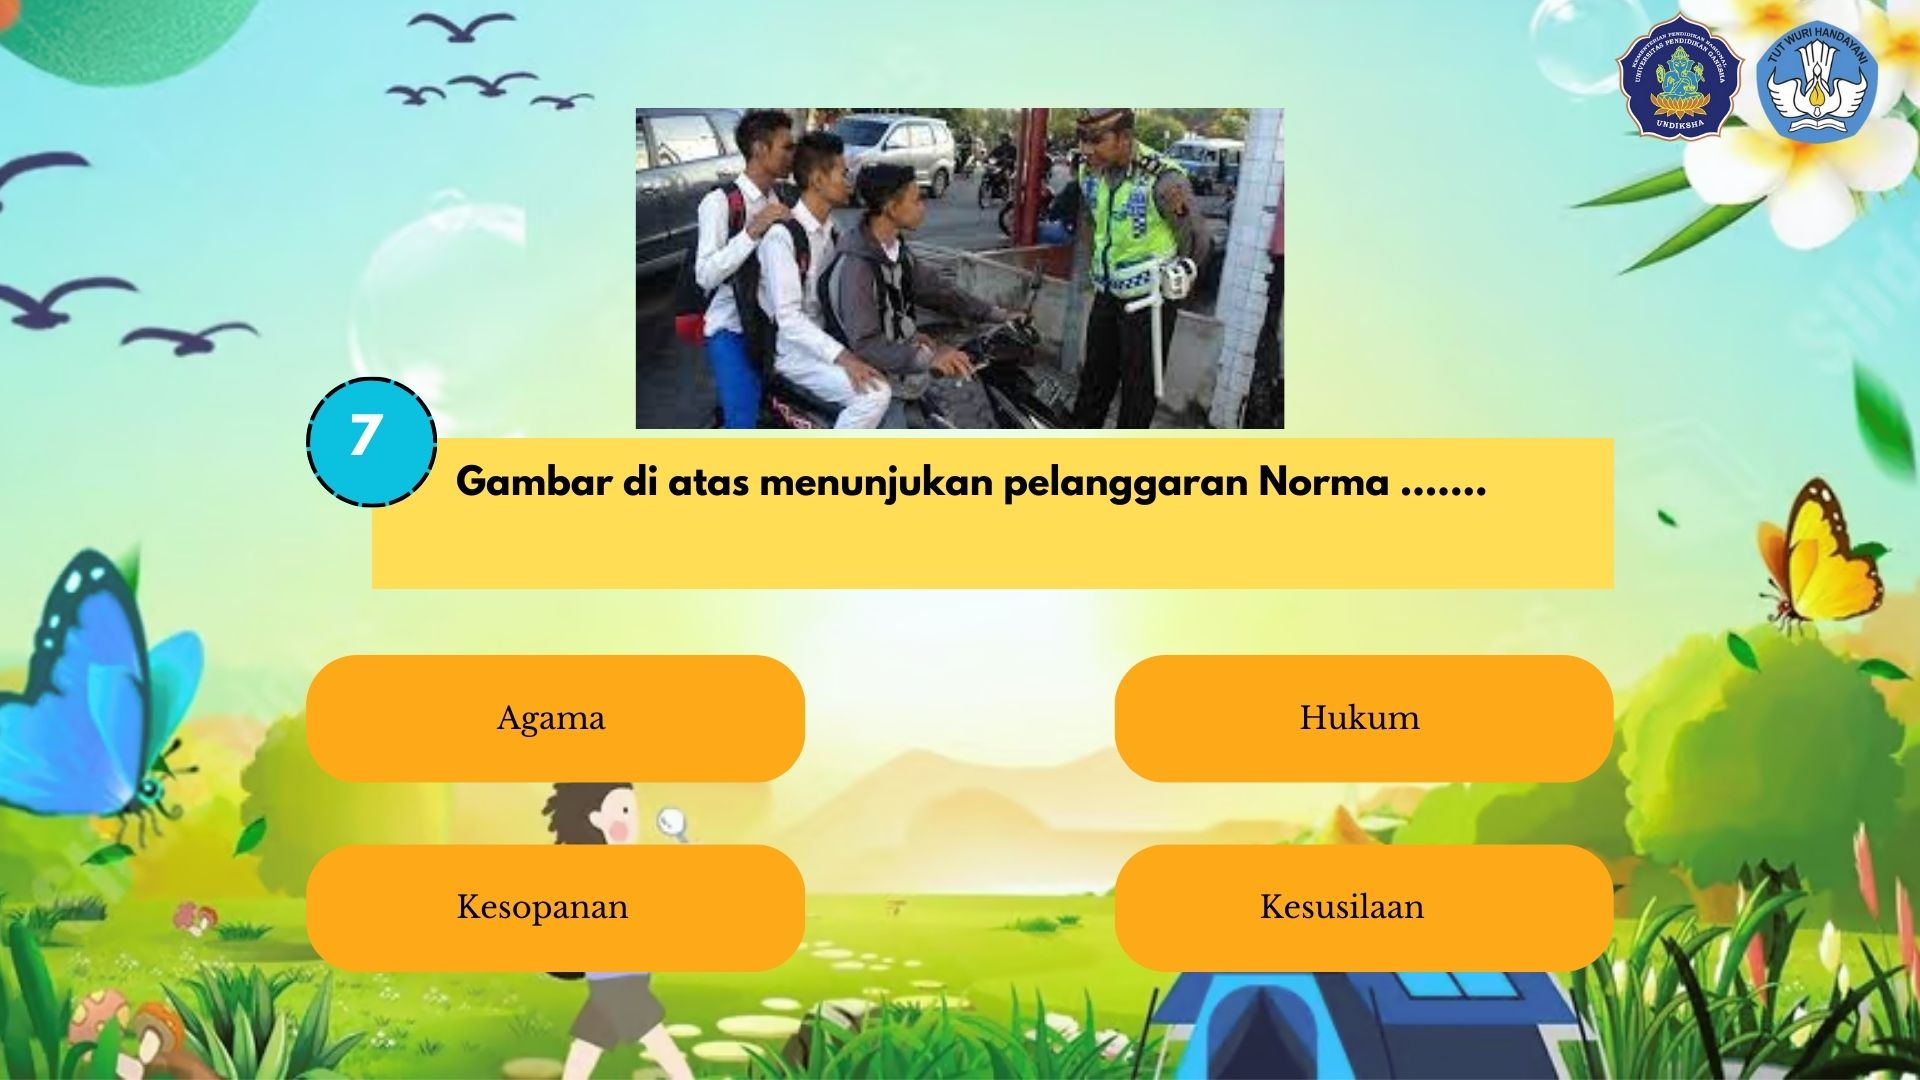 KEMENTERIAN PENDIDIKAN NASIONAL
UNIVERSITAS PENDIDIKAN GANESHA
UNDIKSHA
TUT WURI HANDAYANI
7
Gambar di atas menunjukan pelanggaran Norma .......
Agama
Hukum
Kesopanan
Kesusilaan